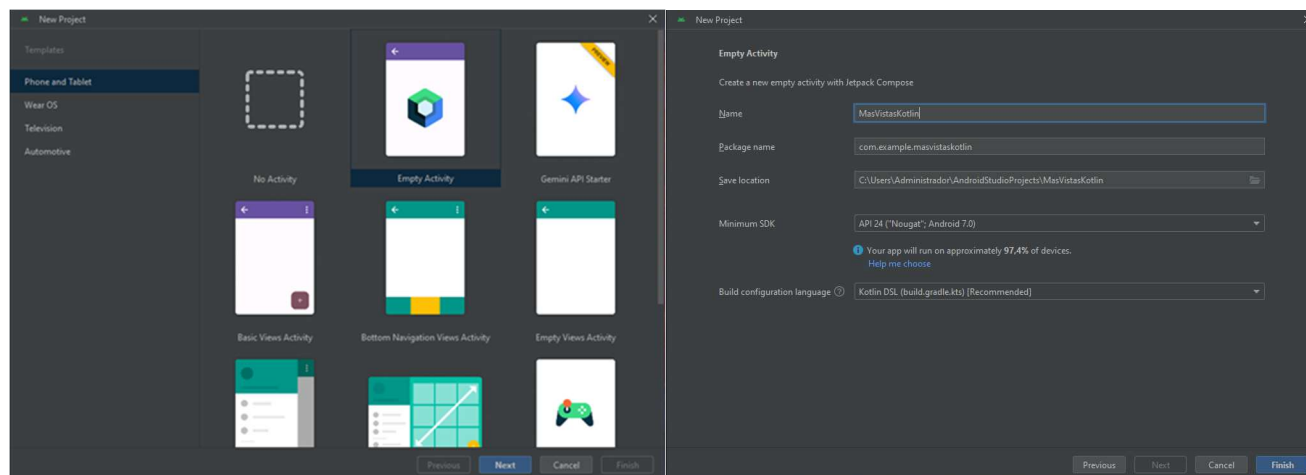 New Project
Templates
Phone and Tablet
Wear OS
Television
Automotive
No Activity
Empty Activity
PREVIEW
Gemini API Starter
Basic Views Activity
Bottom Navigation Views Activity
Empty Views Activity
Previous
Next
Cancel
Finish
New Project
Empty Activity
Create a new empty activity with Jetpack Compose
Name MasVistasKotlin
Package name com.example.masvistaskotlin
Save location C:\Users\Administrador\AndroidStudioProjects\MasVistasKotlin
Minimum SDK API 24 ("Nougat"; Android 7.0)
Your app will run on approximately 97,4% of devices.
Help me choose
Build configuration language ? Kotlin DSL (build.gradle.kts) [Recommended]
Previous
Next
Cancel
Finish